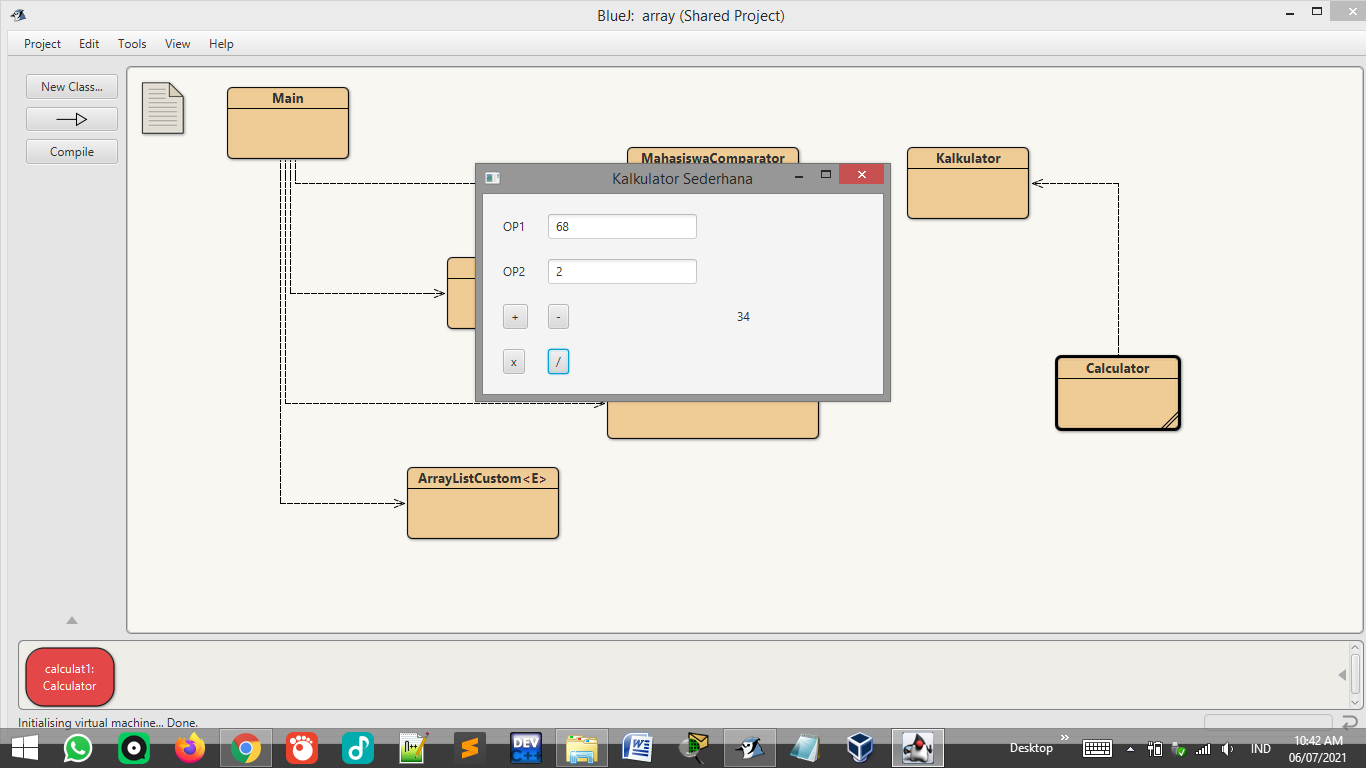 BlueJ: array (Shared Project)
Project Edit Tools View Help
New Class...
Compile
Main
MahasiswaComparator
Kalkulator
Kalkulator Sederhana
OP1 68
OP2 2
+ -
34
x /
Calculator
ArrayListCustom<E>
calculat1:
Calculator
Initialising virtual machine... Done.
DEV
C++
Desktop
IND
10:42 AM
06/07/2021